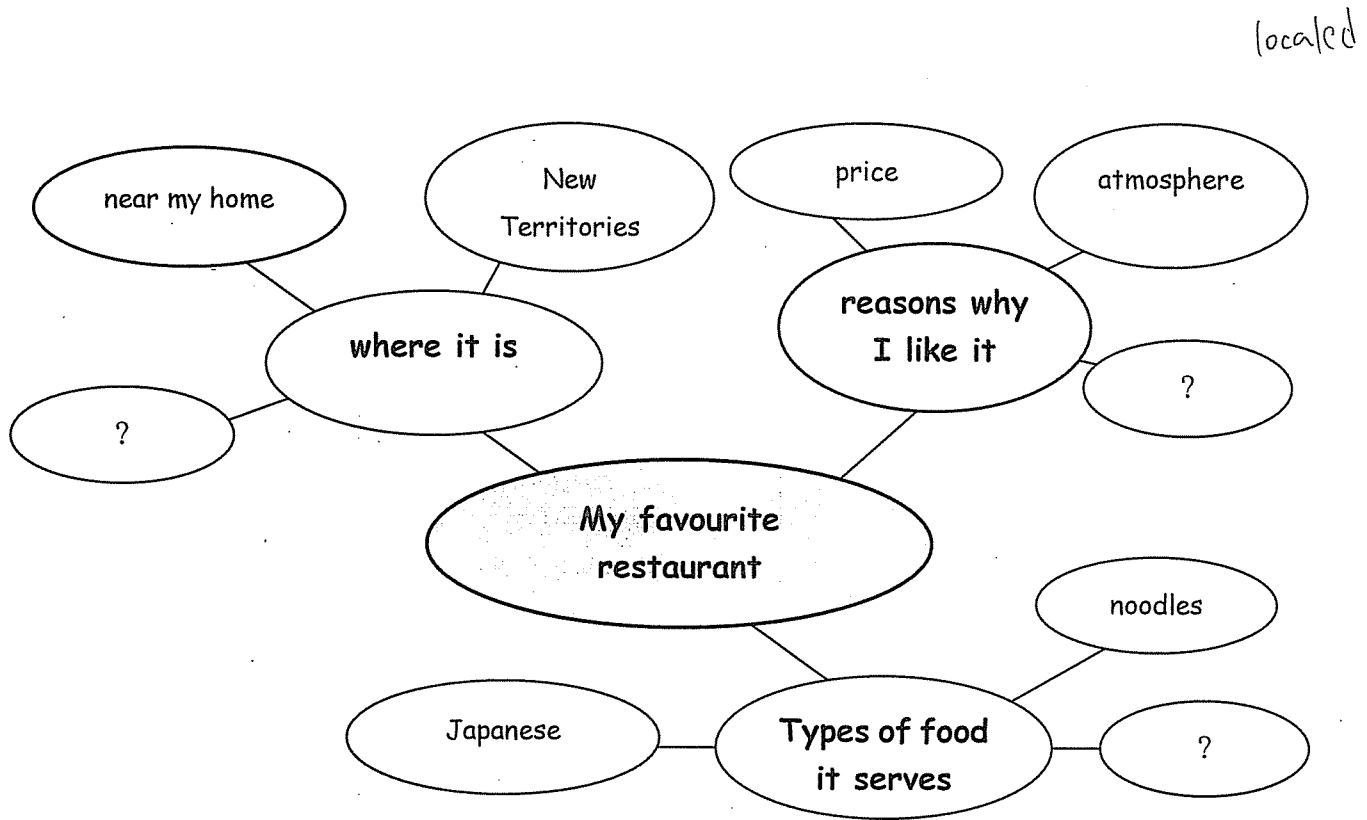 localed
near my home
New
Territories
price
atmosphere
where it is
reasons why
I like it
?
?
My favourite
restaurant
noodles
Japanese
Types of food
it serves
?